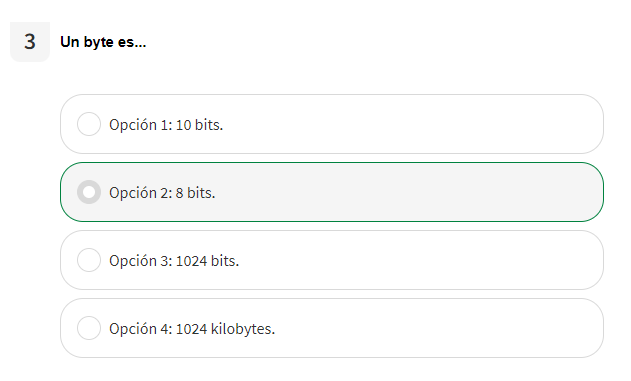 3 Un byte es...
Opción 1: 10 bits.
Opción 2: 8 bits.
Opción 3: 1024 bits.
Opción 4: 1024 kilobytes.